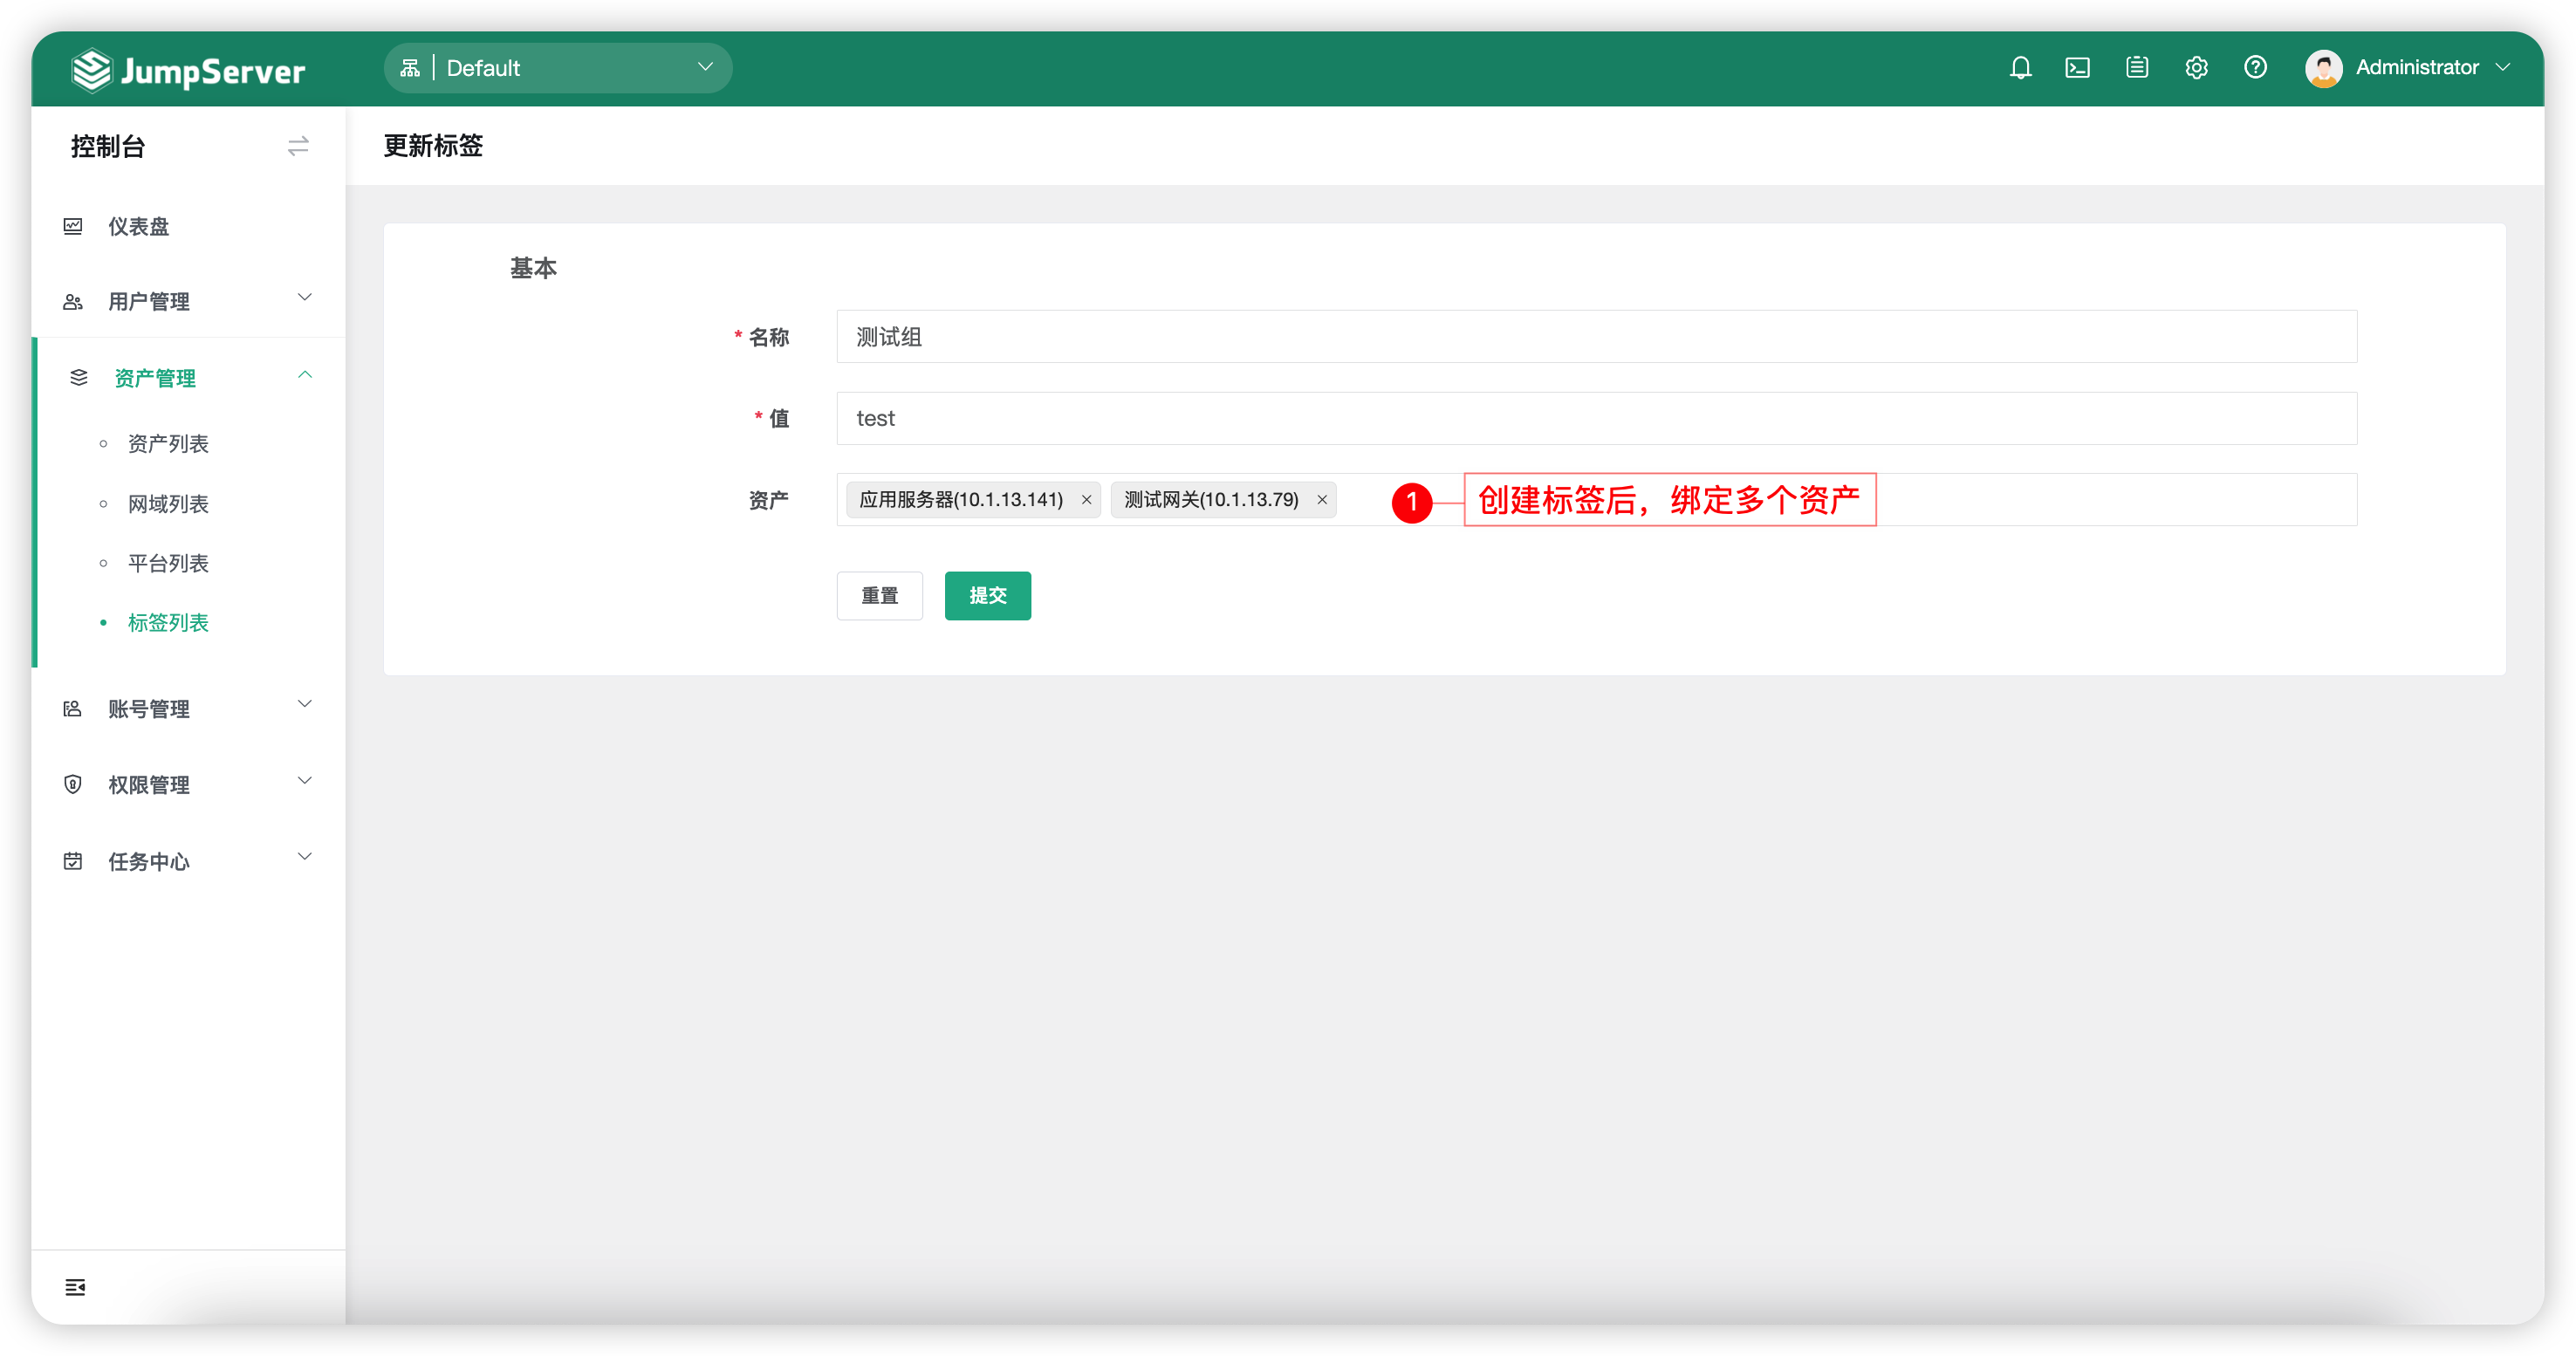 JumpServer
Default
Administrator
控制台
更新标签
仪表盘
用户管理
资产管理
资产列表
网域列表
平台列表
标签列表
账号管理
权限管理
任务中心
基本
* 名称
测试组
* 值
test
资产
应用服务器(10.1.13.141) ×
测试网关(10.1.13.79) ×
1
创建标签后，绑定多个资产
重置
提交